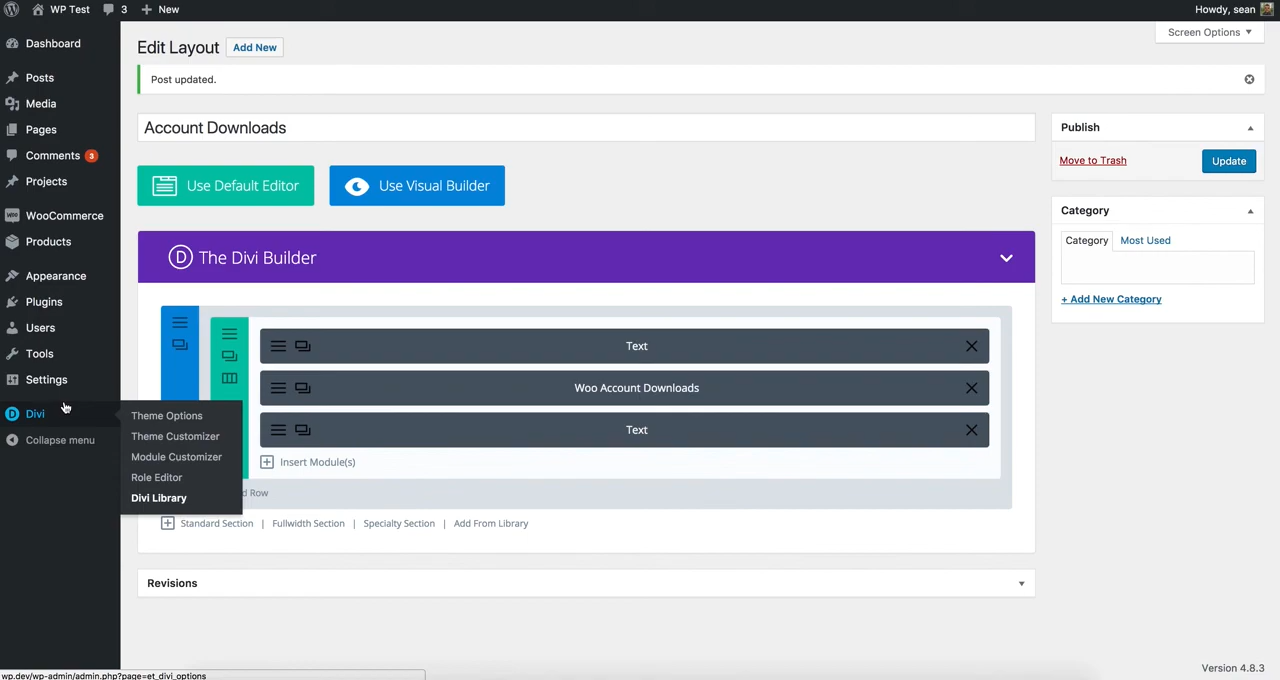 WP Test
3
New
Howdy, sean
Dashboard
Posts
Media
Pages
Comments 3
Projects
WooCommerce
Products
Appearance
Plugins
Users
Tools
Settings
Divi
Collapse menu
Theme Options
Theme Customizer
Module Customizer
Role Editor
Divi Library
Screen Options
Edit Layout
Add New
Post updated.
Account Downloads
Use Default Editor
Use Visual Builder
D The Divi Builder
Text
Woo Account Downloads
Text
Insert Module(s)
d Row
Standard Section | Fullwidth Section | Specialty Section | Add From Library
Revisions
Publish
Move to Trash
Update
Category
Category
Most Used
+ Add New Category
Version 4.8.3
wp.dev/wp-admin/admin.php?page=et_divi_options